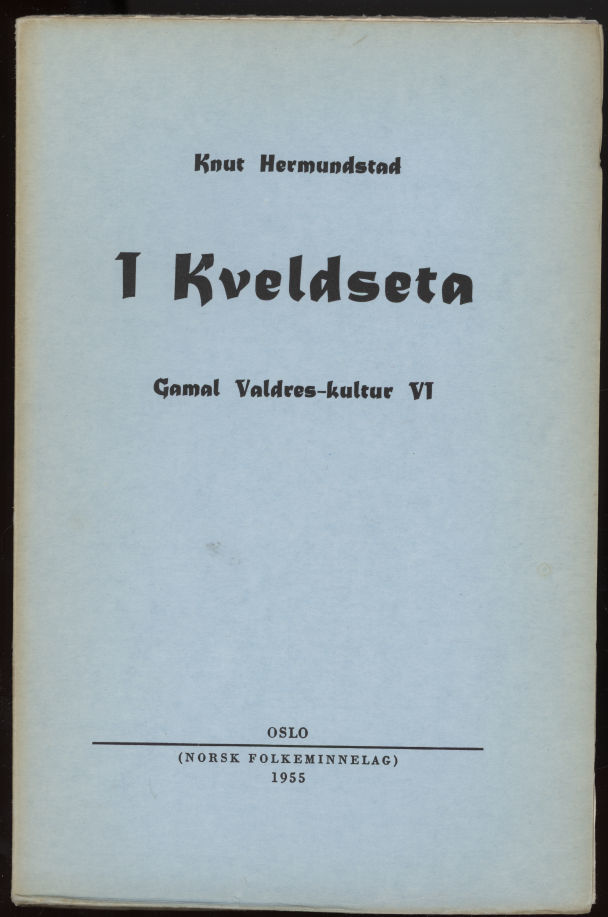 Knut Hermundstad
I Kveldseta
Gamal Valdres-kultur VI
OSLO
(NORSK FOLKEMINNELAG)
1955